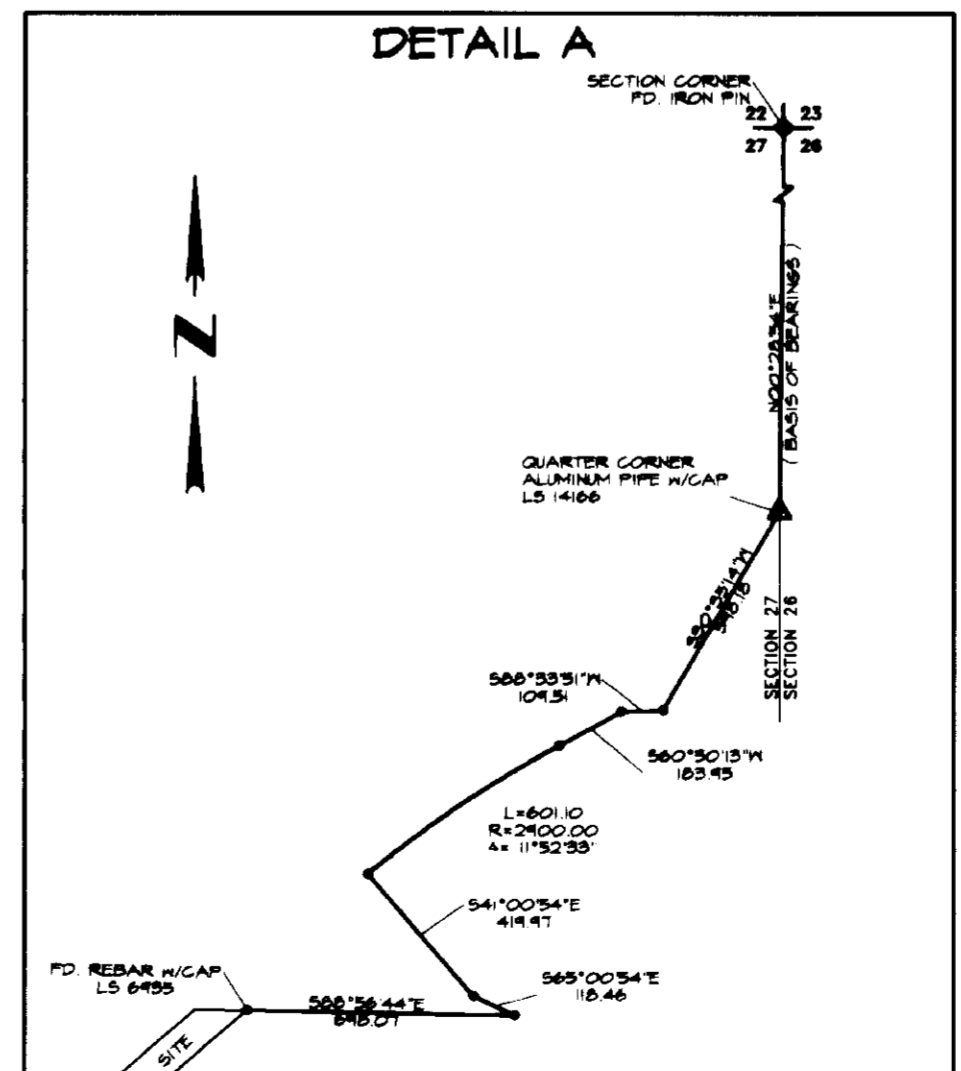 DETAIL A
SECTION CORNER
FD. IRON PIN
22 23
27 26
N
N00°28'54"E
( BASIS OF BEARINGS )
QUARTER CORNER
ALUMINUM PIPE W/CAP
LS 14166
SECTION 27
SECTION 26
S88°33'51"W
109.51
S60°50'13"W
183.95
L=601.10
R=2900.00
Δ= 11°52'33"
S41°00'54"E
419.97
S65°00'54"E
118.46
FD. REBAR W/CAP
LS 6935
S88°56'44"E
SITE